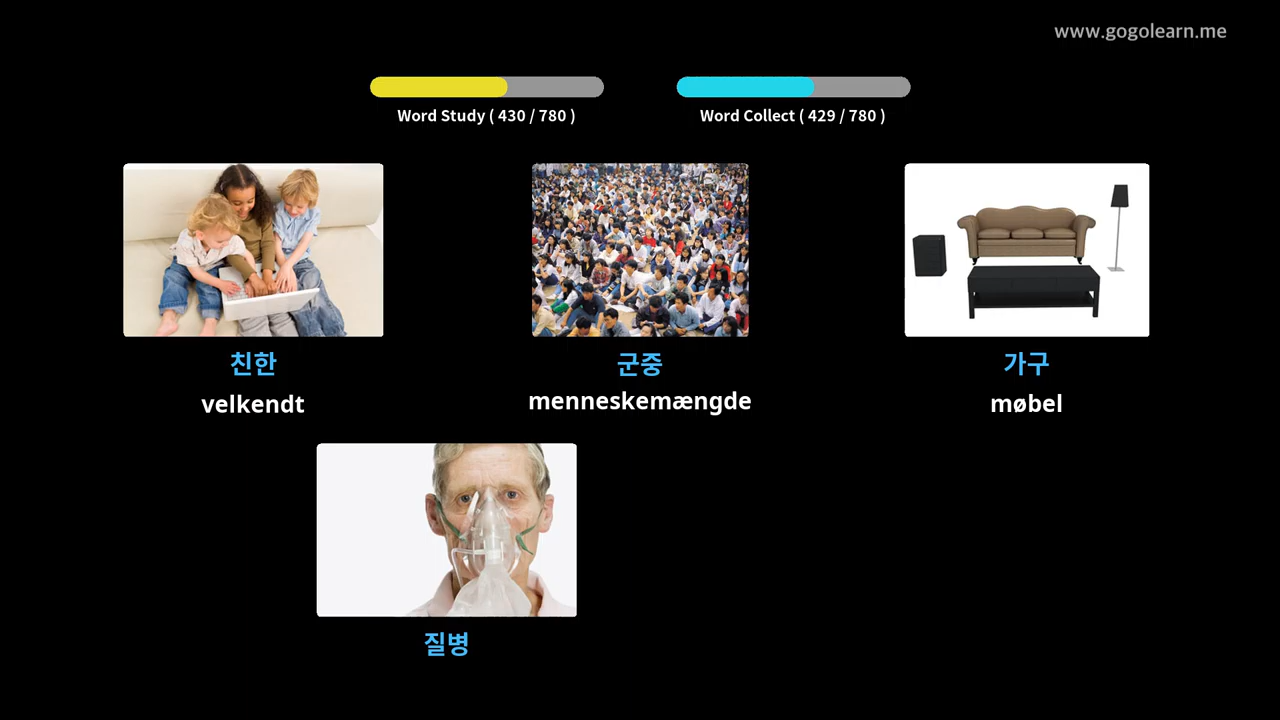 www.gogolearn.me
Word Study ( 430 / 780 )
Word Collect ( 429 / 780 )
친한
velkendt
군중
menneskemængde
가구
møbel
질병